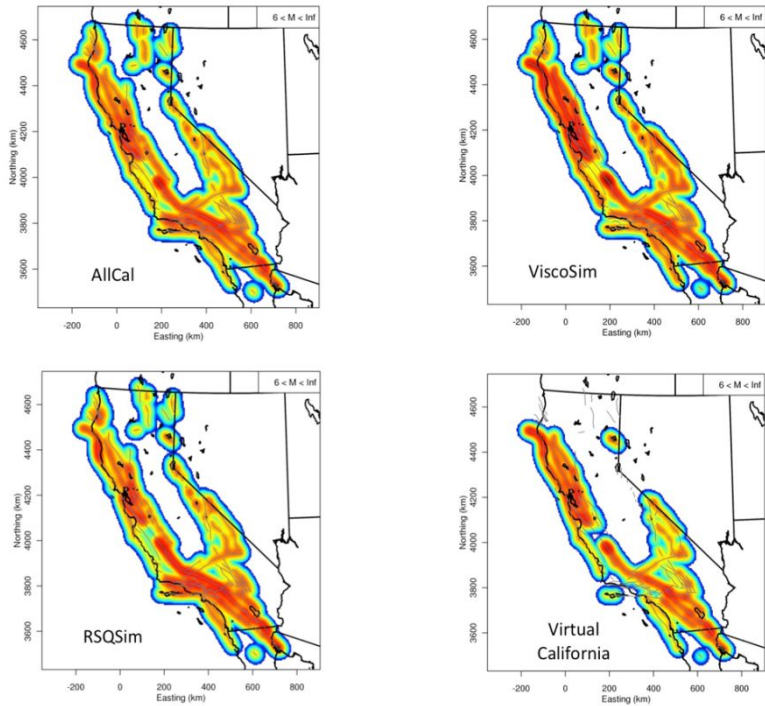 6 < M < Inf
4600
4400
4200
4000
3800
3600
Northing (km)
AllCal
-200 0 200 400 600 800
Easting (km)
6 < M < Inf
4600
4400
4200
4000
3800
3600
Northing (km)
ViscoSim
-200 0 200 400 600 800
Easting (km)
6 < M < Inf
4600
4400
4200
4000
3800
3600
Northing (km)
RSQSim
-200 0 200 400 600 800
Easting (km)
6 < M < Inf
4600
4400
4200
4000
3800
3600
Northing (km)
Virtual
California
-200 0 200 400 600 800
Easting (km)